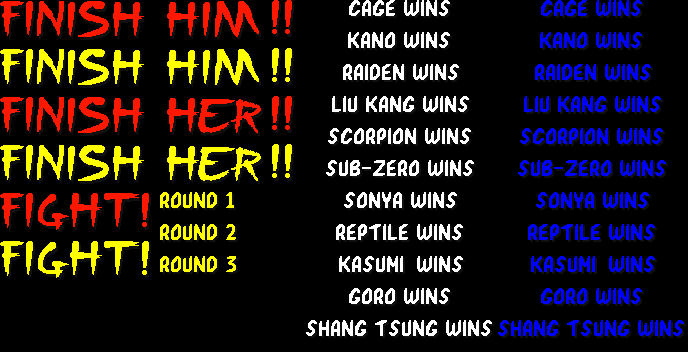 FINISH HIM!!
FINISH HIM!!
FINISH HER!!
FINISH HER!!
FIGHT!
FIGHT!
ROUND 1
ROUND 2
ROUND 3
CAGE WINS
KANO WINS
RAIDEN WINS
LIU KANG WINS
SCORPION WINS
SUB-ZERO WINS
SONYA WINS
REPTILE WINS
KASUMI WINS
GORO WINS
SHANG TSUNG WINS
CAGE WINS
KANO WINS
RAIDEN WINS
LIU KANG WINS
SCORPION WINS
SUB-ZERO WINS
SONYA WINS
REPTILE WINS
KASUMI WINS
GORO WINS
SHANG TSUNG WINS